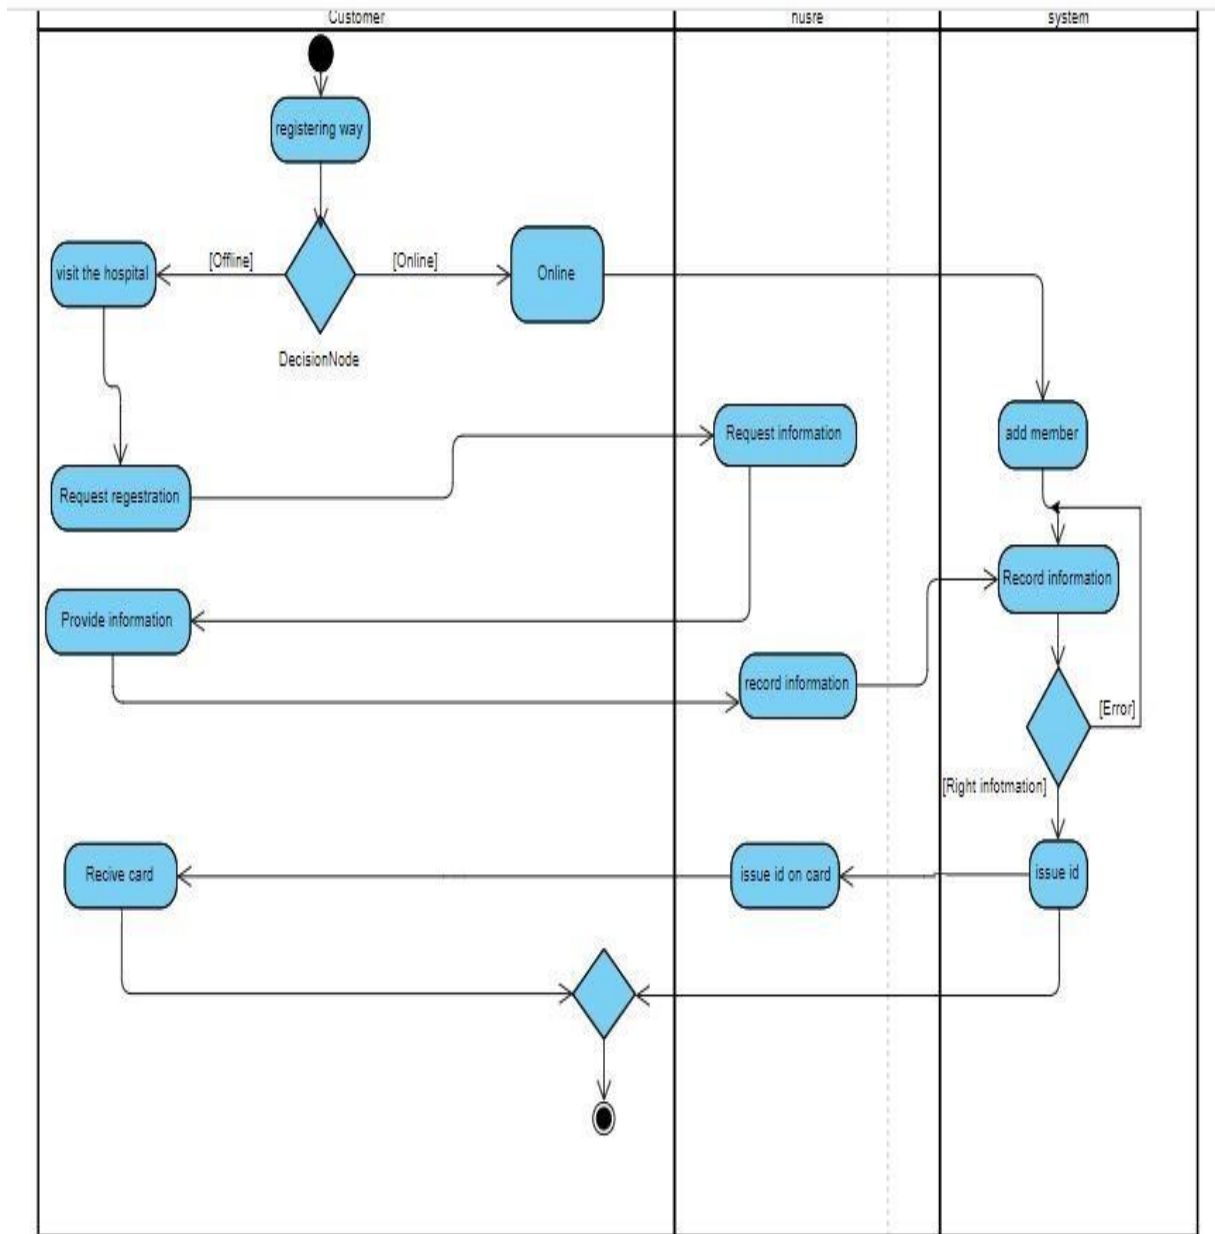 Customer
nusre
system
registering way
visit the hospital
[Offline]
[Online]
Online
DecisionNode
Request information
add member
Request regestration
Record information
Provide information
record information
[Error]
[Right infotmation]
Recive card
issue id on card
issue id